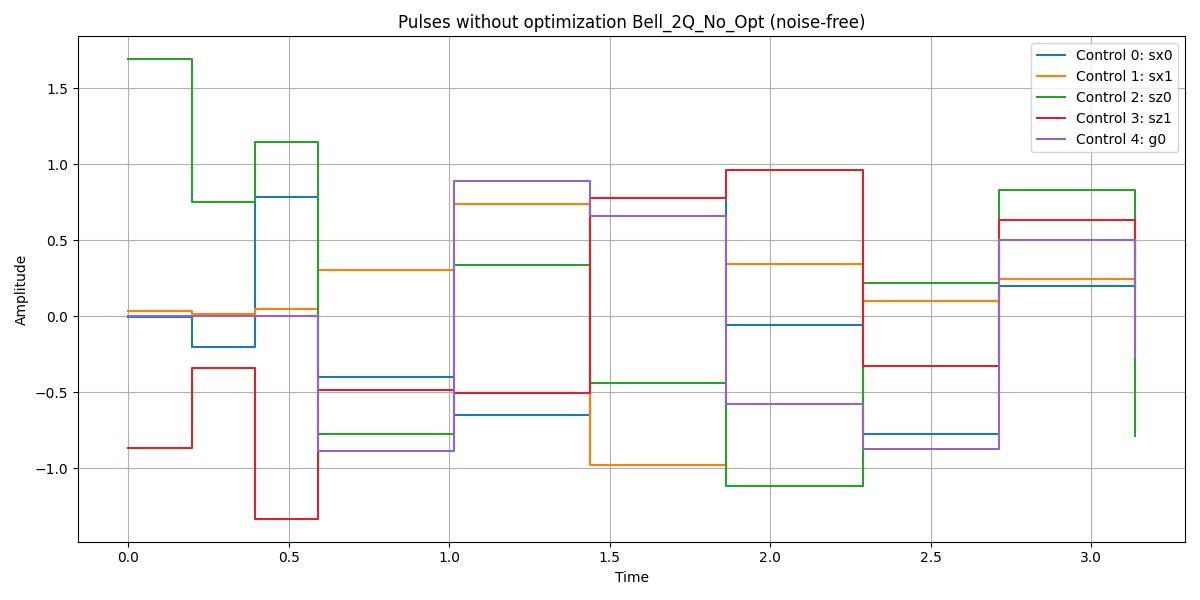 Pulses without optimization Bell_2Q_No_Opt (noise-free)
Control 0: sx0
Control 1: sx1
Control 2: sz0
Control 3: sz1
Control 4: g0
Amplitude
1.5
1.0
0.5
0.0
−0.5
−1.0
0.0
0.5
1.0
1.5
2.0
2.5
3.0
Time